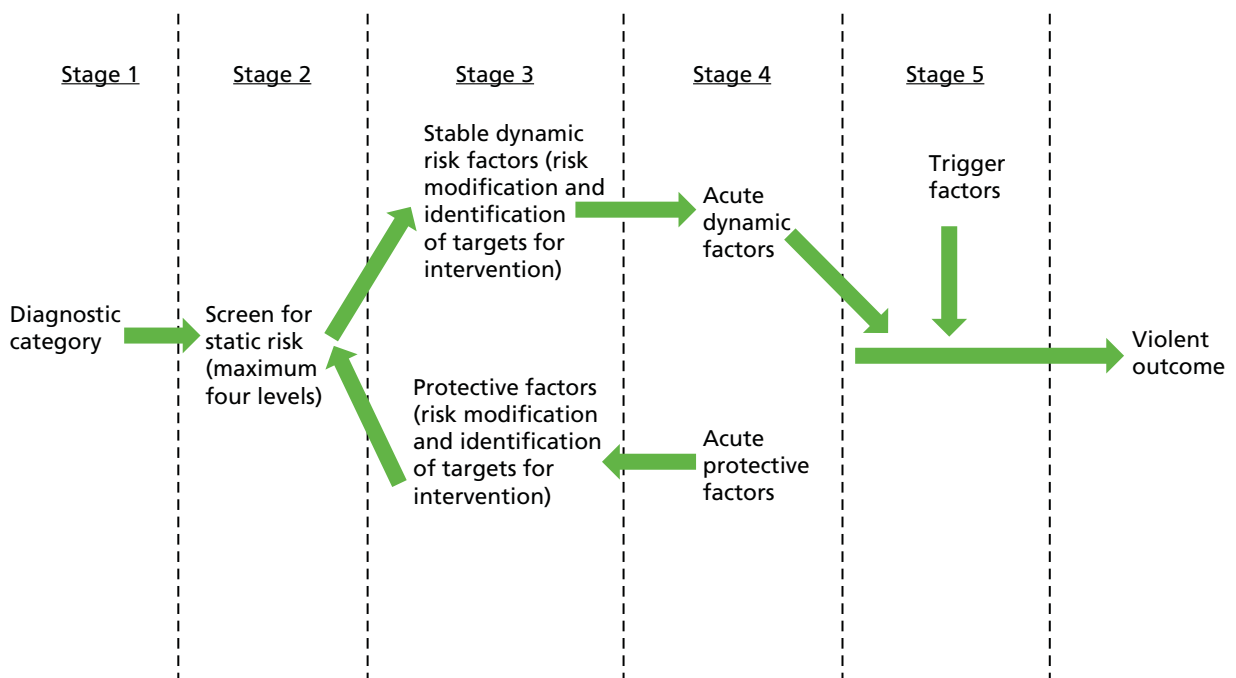 Stage 1
Stage 2
Stage 3
Stage 4
Stage 5
Diagnostic
category
Screen for
static risk
(maximum
four levels)
Stable dynamic
risk factors (risk
modification and
identification
of targets for
intervention)
Protective factors
(risk modification
and identification
of targets for
intervention)
Acute
dynamic
factors
Acute
protective
factors
Trigger
factors
Violent
outcome